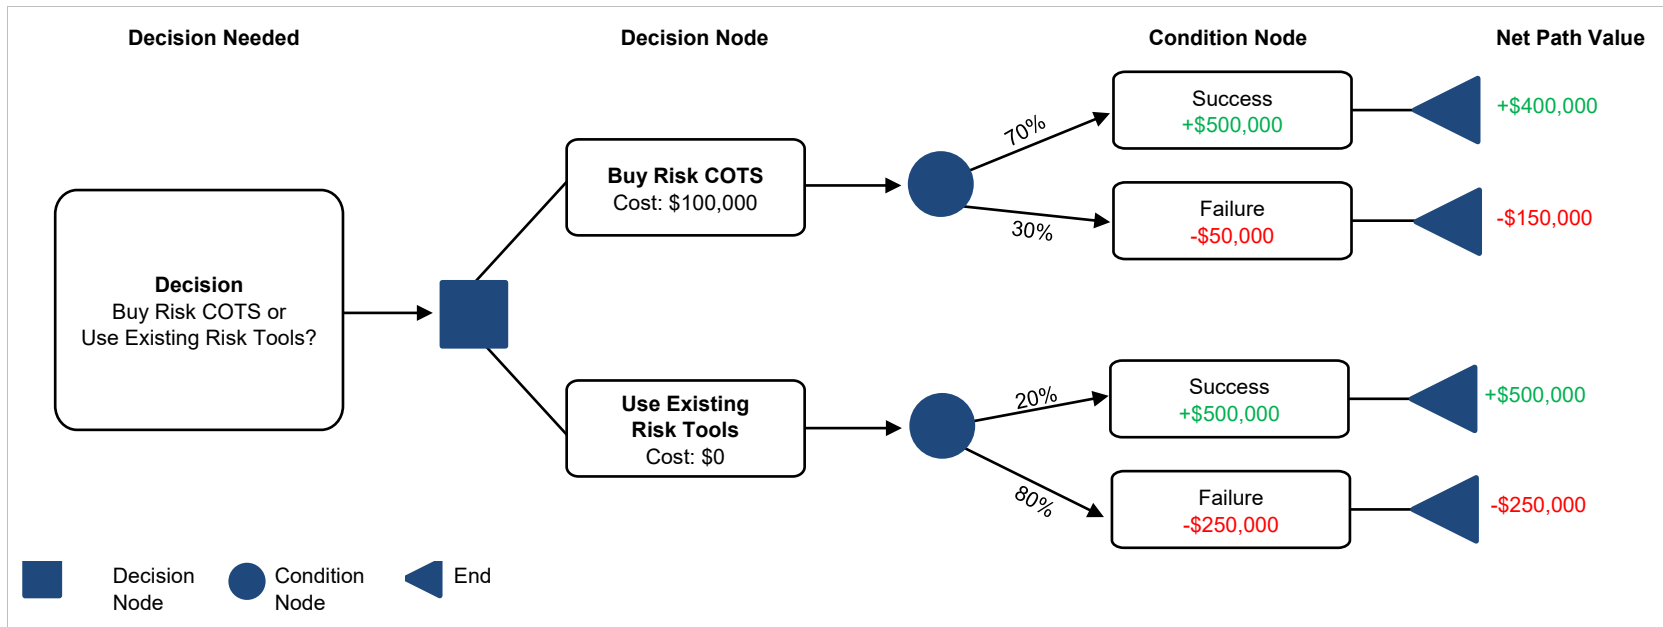 Decision Needed
Decision Node
Condition Node
Net Path Value
Decision
Buy Risk COTS or
Use Existing Risk Tools?
Buy Risk COTS
Cost: $100,000
70%
Success
+$500,000
+$400,000
30%
Failure
-$50,000
-$150,000
Use Existing
Risk Tools
Cost: $0
20%
Success
+$500,000
+$500,000
80%
Failure
-$250,000
-$250,000
Decision
Node
Condition
Node
End